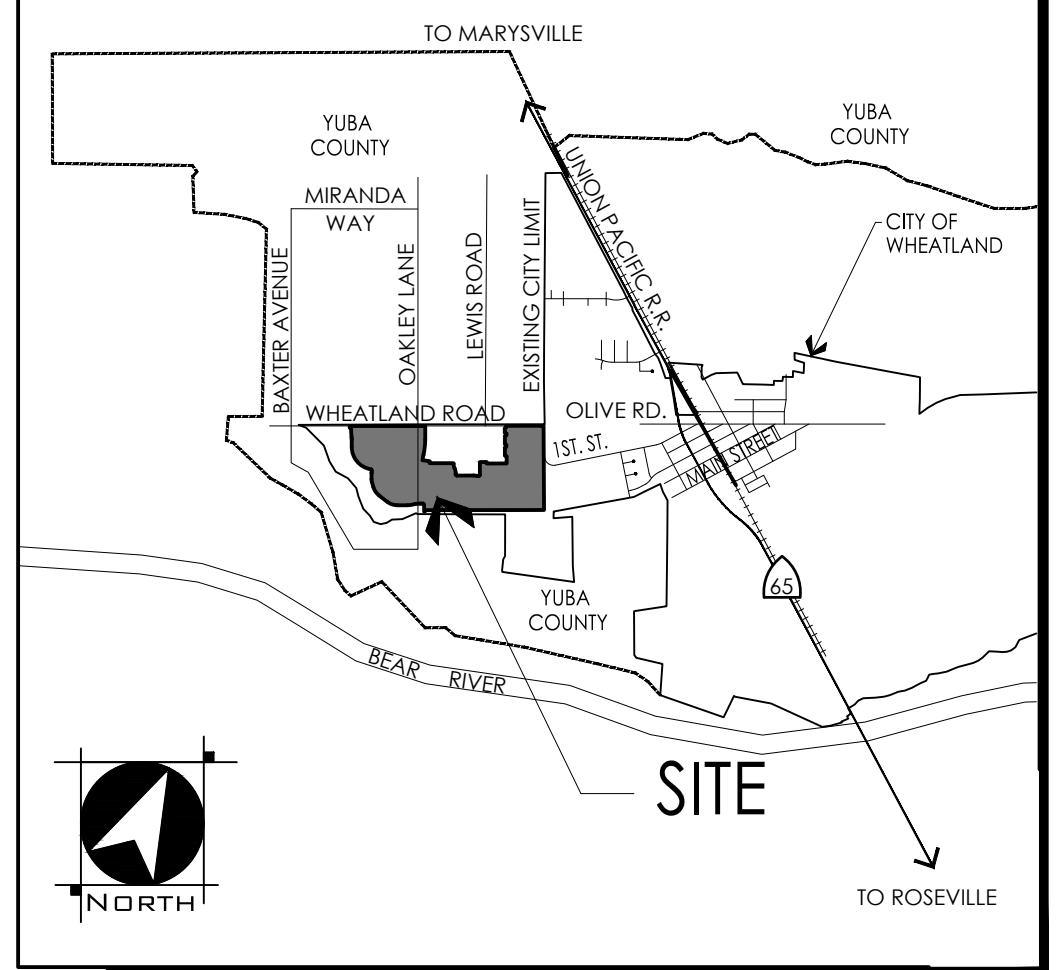 TO MARYSVILLE
YUBA
COUNTY
YUBA
COUNTY
UNION PACIFIC R.R.
MIRANDA
WAY
CITY OF
WHEATLAND
BAXTER AVENUE
OAKLEY LANE
LEWIS ROAD
EXISTING CITY LIMIT
WHEATLAND ROAD
OLIVE RD.
1ST. ST.
MAIN STREET
65
YUBA
COUNTY
BEAR RIVER
SITE
NORTH
TO ROSEVILLE